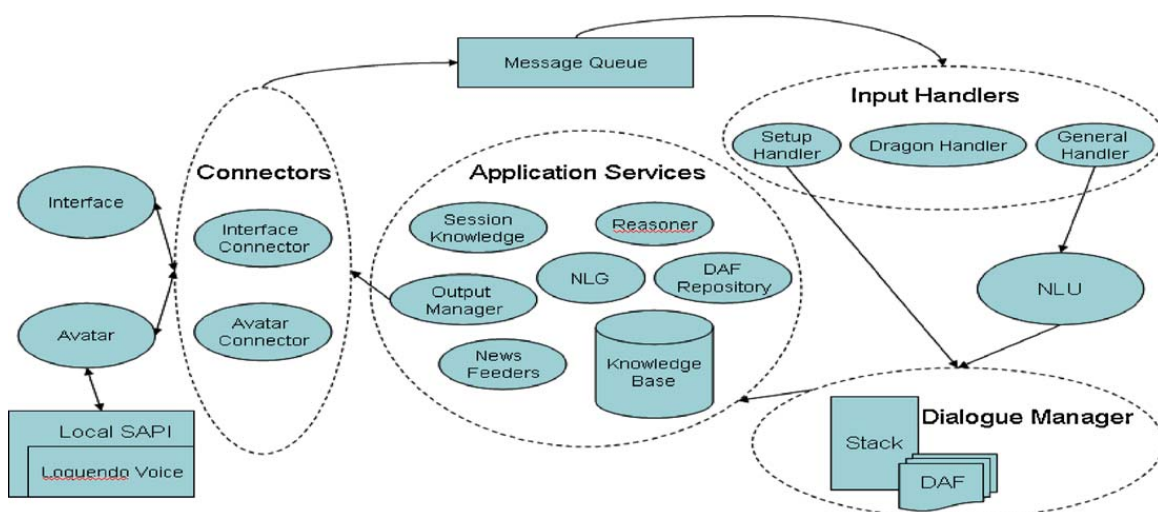 Message Queue
Input Handlers
Setup
Handler
Dragon Handler
General
Handler
Connectors
Application Services
Interface
Interface
Connector
Session
Knowledge
Reasoner
NLG
DAF
Repository
NLU
Output
Manager
Avatar
Avatar
Connector
News
Feeders
Knowledge
Base
Dialogue Manager
Stack
DAF
Local SAPI
Loquendo Voice